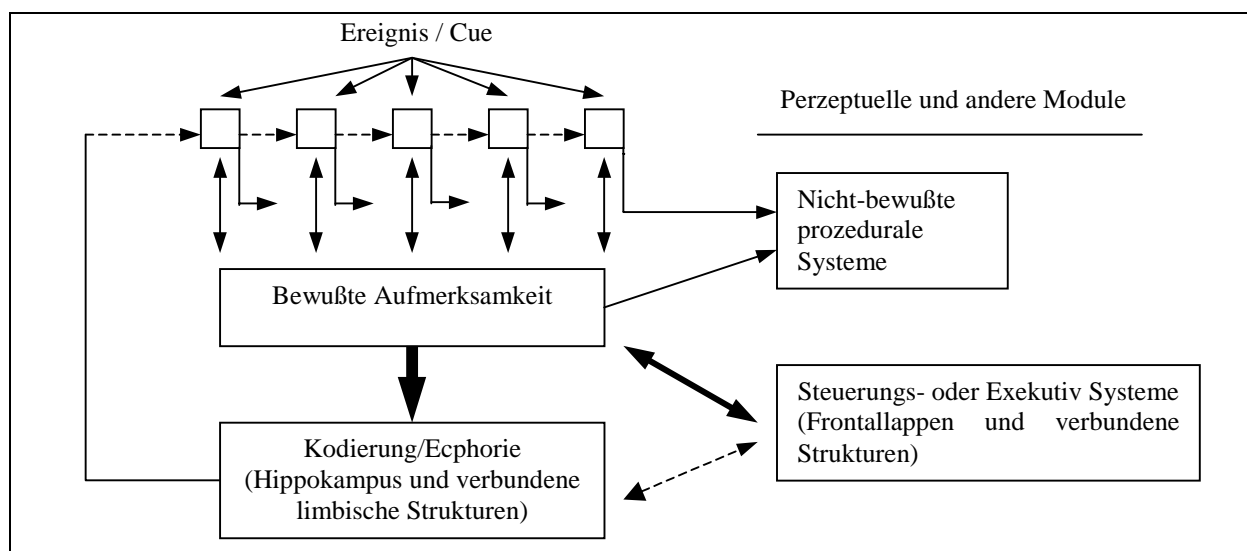 Ereignis / Cue
Perzeptuelle und andere Module
Nicht-bewußte
prozedurale
Systeme
Bewußte Aufmerksamkeit
Steuerungs- oder Exekutiv Systeme
(Frontallappen und verbundene
Strukturen)
Kodierung/Ecphorie
(Hippokampus und verbundene
limbische Strukturen)